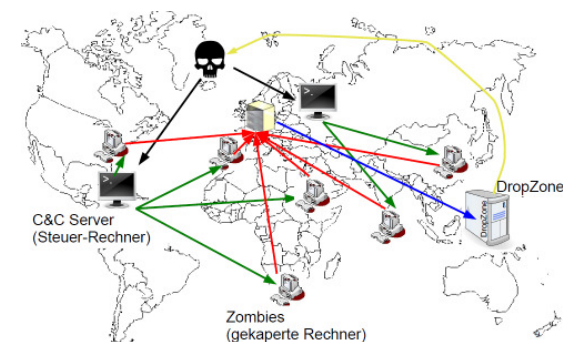 DropZone
DropZone
C&C Server
(Steuer-Rechner)
Zombies
(gekaperte Rechner)